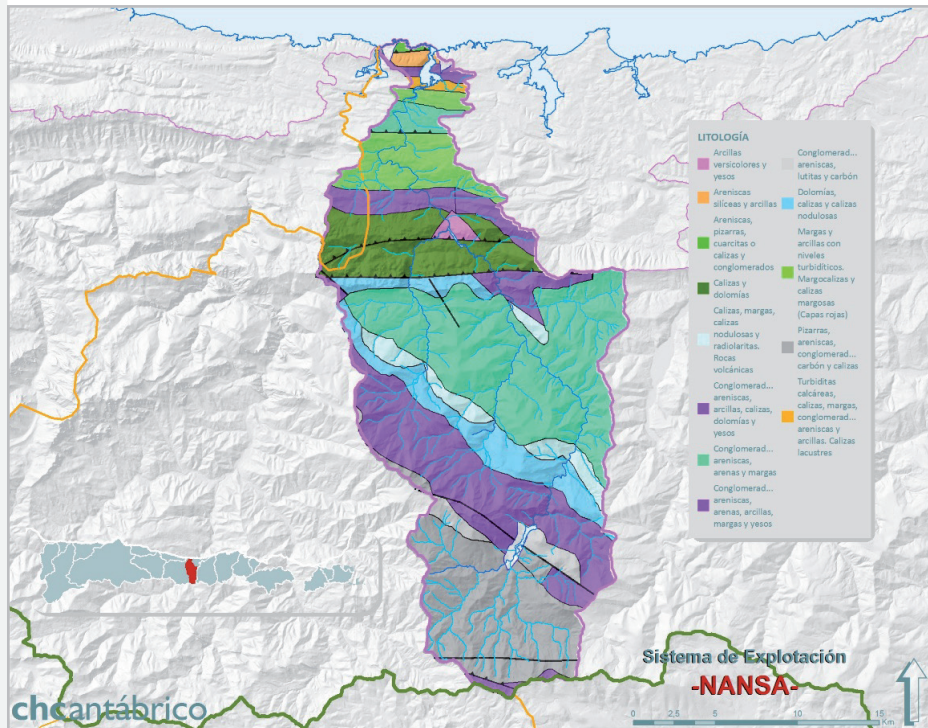 LITOLOGÍA
Arcillas
versicolores y
yesos
Areniscas
silíceas y arcillas
Areniscas,
pizarras,
cuarcitas o
calizas y
conglomerados
Calizas y
dolomías
Calizas, margas,
calizas
nodulosas y
radiolaritas.
Rocas
volcánicas
Conglomerad...
areniscas,
arcillas, calizas,
dolomías y
yesos
Conglomerad...
areniscas,
arenas y margas
Conglomerad...
areniscas,
arenas, arcillas,
margas y yesos
Conglomerad...
areniscas,
lutitas y carbón
Dolomías,
calizas y calizas
nodulosas
Margas y
arcillas con
niveles
turbidíticos.
Margocalizas y
calizas
margosas
(Capas rojas)
Pizarras,
areniscas,
conglomerad...
carbón y calizas
Turbiditas
calcáreas,
calizas, margas,
conglomerad...
areniscas y
arcillas. Calizas
lacustres
Sistema de Explotación
-NANSA-
0 2,5 5 10 15
Km
chcantábrico